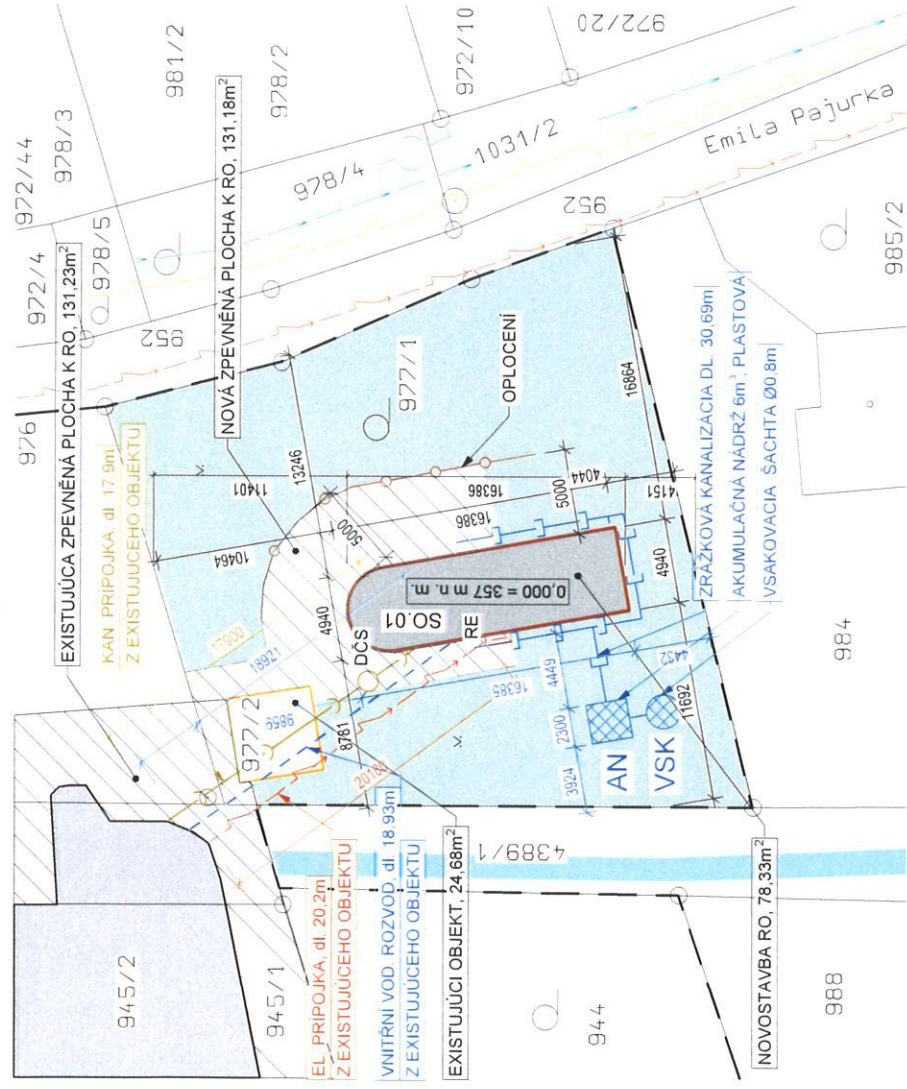 976
972/4
972/44
978/3
981/2
978/5
978/2
972/10
972/20
952
978/4
1031/2
Emila Pajurka
952
985/2
EXISTUJÚCA ZPEVNĚNÁ PLOCHA K RO, 131,23m²
KAN. PRÍPOJKA, dl 17.9m
Z EXISTUJÚCEHO OBJEKTU
NOVÁ ZPEVNĚNÁ PLOCHA K RO, 131,18m²
977/1
OPLOCENÍ
11401
13246
10464
5000
16386
16386
5000
4044
16864
4151
4940
4940
0,000 = 357 m n. m.
SO.01
DČS
RE
17900
18921
977/2
9859
8781
20180
16385
4449
2300
3924
4432
11692
AN
VSK
ZRÁŽKOVÁ KANALIZÁCIA DL. 30,69m
AKUMULAČNÁ NÁDRŽ 6m³, PLASTOVÁ
VSAKOVACIA ŠACHTA Ø0,8m
945/2
945/1
EL. PRÍPOJKA, dl. 20,2m
Z EXISTUJÚCEHO OBJEKTU
VNITŘNÍ VOD. ROZVOD, dl. 18,93m
Z EXISTUJÚCEHO OBJEKTU
EXISTUJÚCI OBJEKT, 24,68m²
4389/1
984
944
NOVOSTAVBA RO, 78,33m²
988